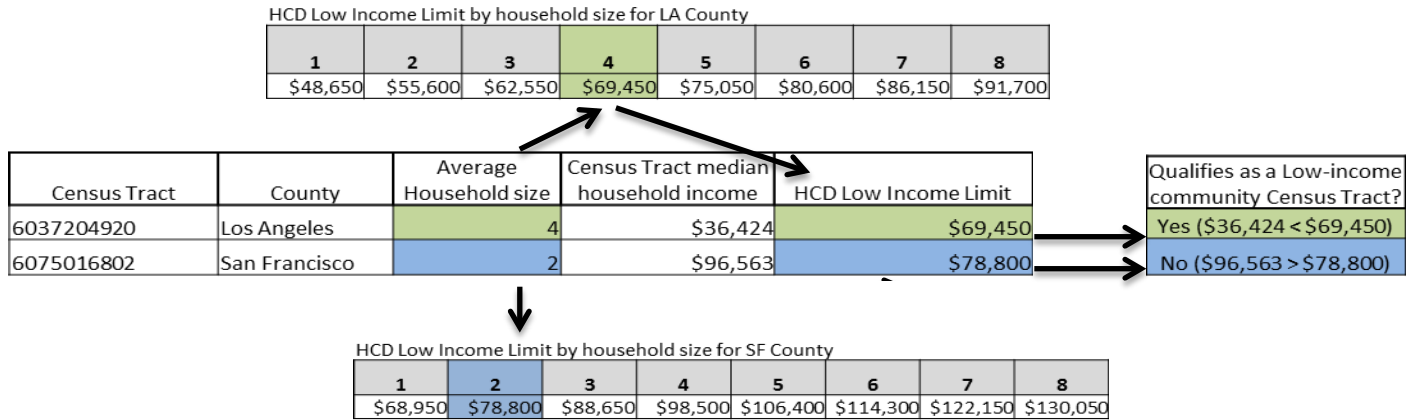 HCD Low Income Limit by household size for LA County
1 2 3 4 5 6 7 8
$48,650 $55,600 $62,550 $69,450 $75,050 $80,600 $86,150 $91,700
Census Tract County Average Household size Census Tract median household income HCD Low Income Limit Qualifies as a Low-income community Census Tract?
6037204920 Los Angeles 4 $36,424 $69,450 Yes ($36,424 < $69,450)
6075016802 San Francisco 2 $96,563 $78,800 No ($96,563 > $78,800)
HCD Low Income Limit by household size for SF County
1 2 3 4 5 6 7 8
$68,950 $78,800 $88,650 $98,500 $106,400 $114,300 $122,150 $130,050